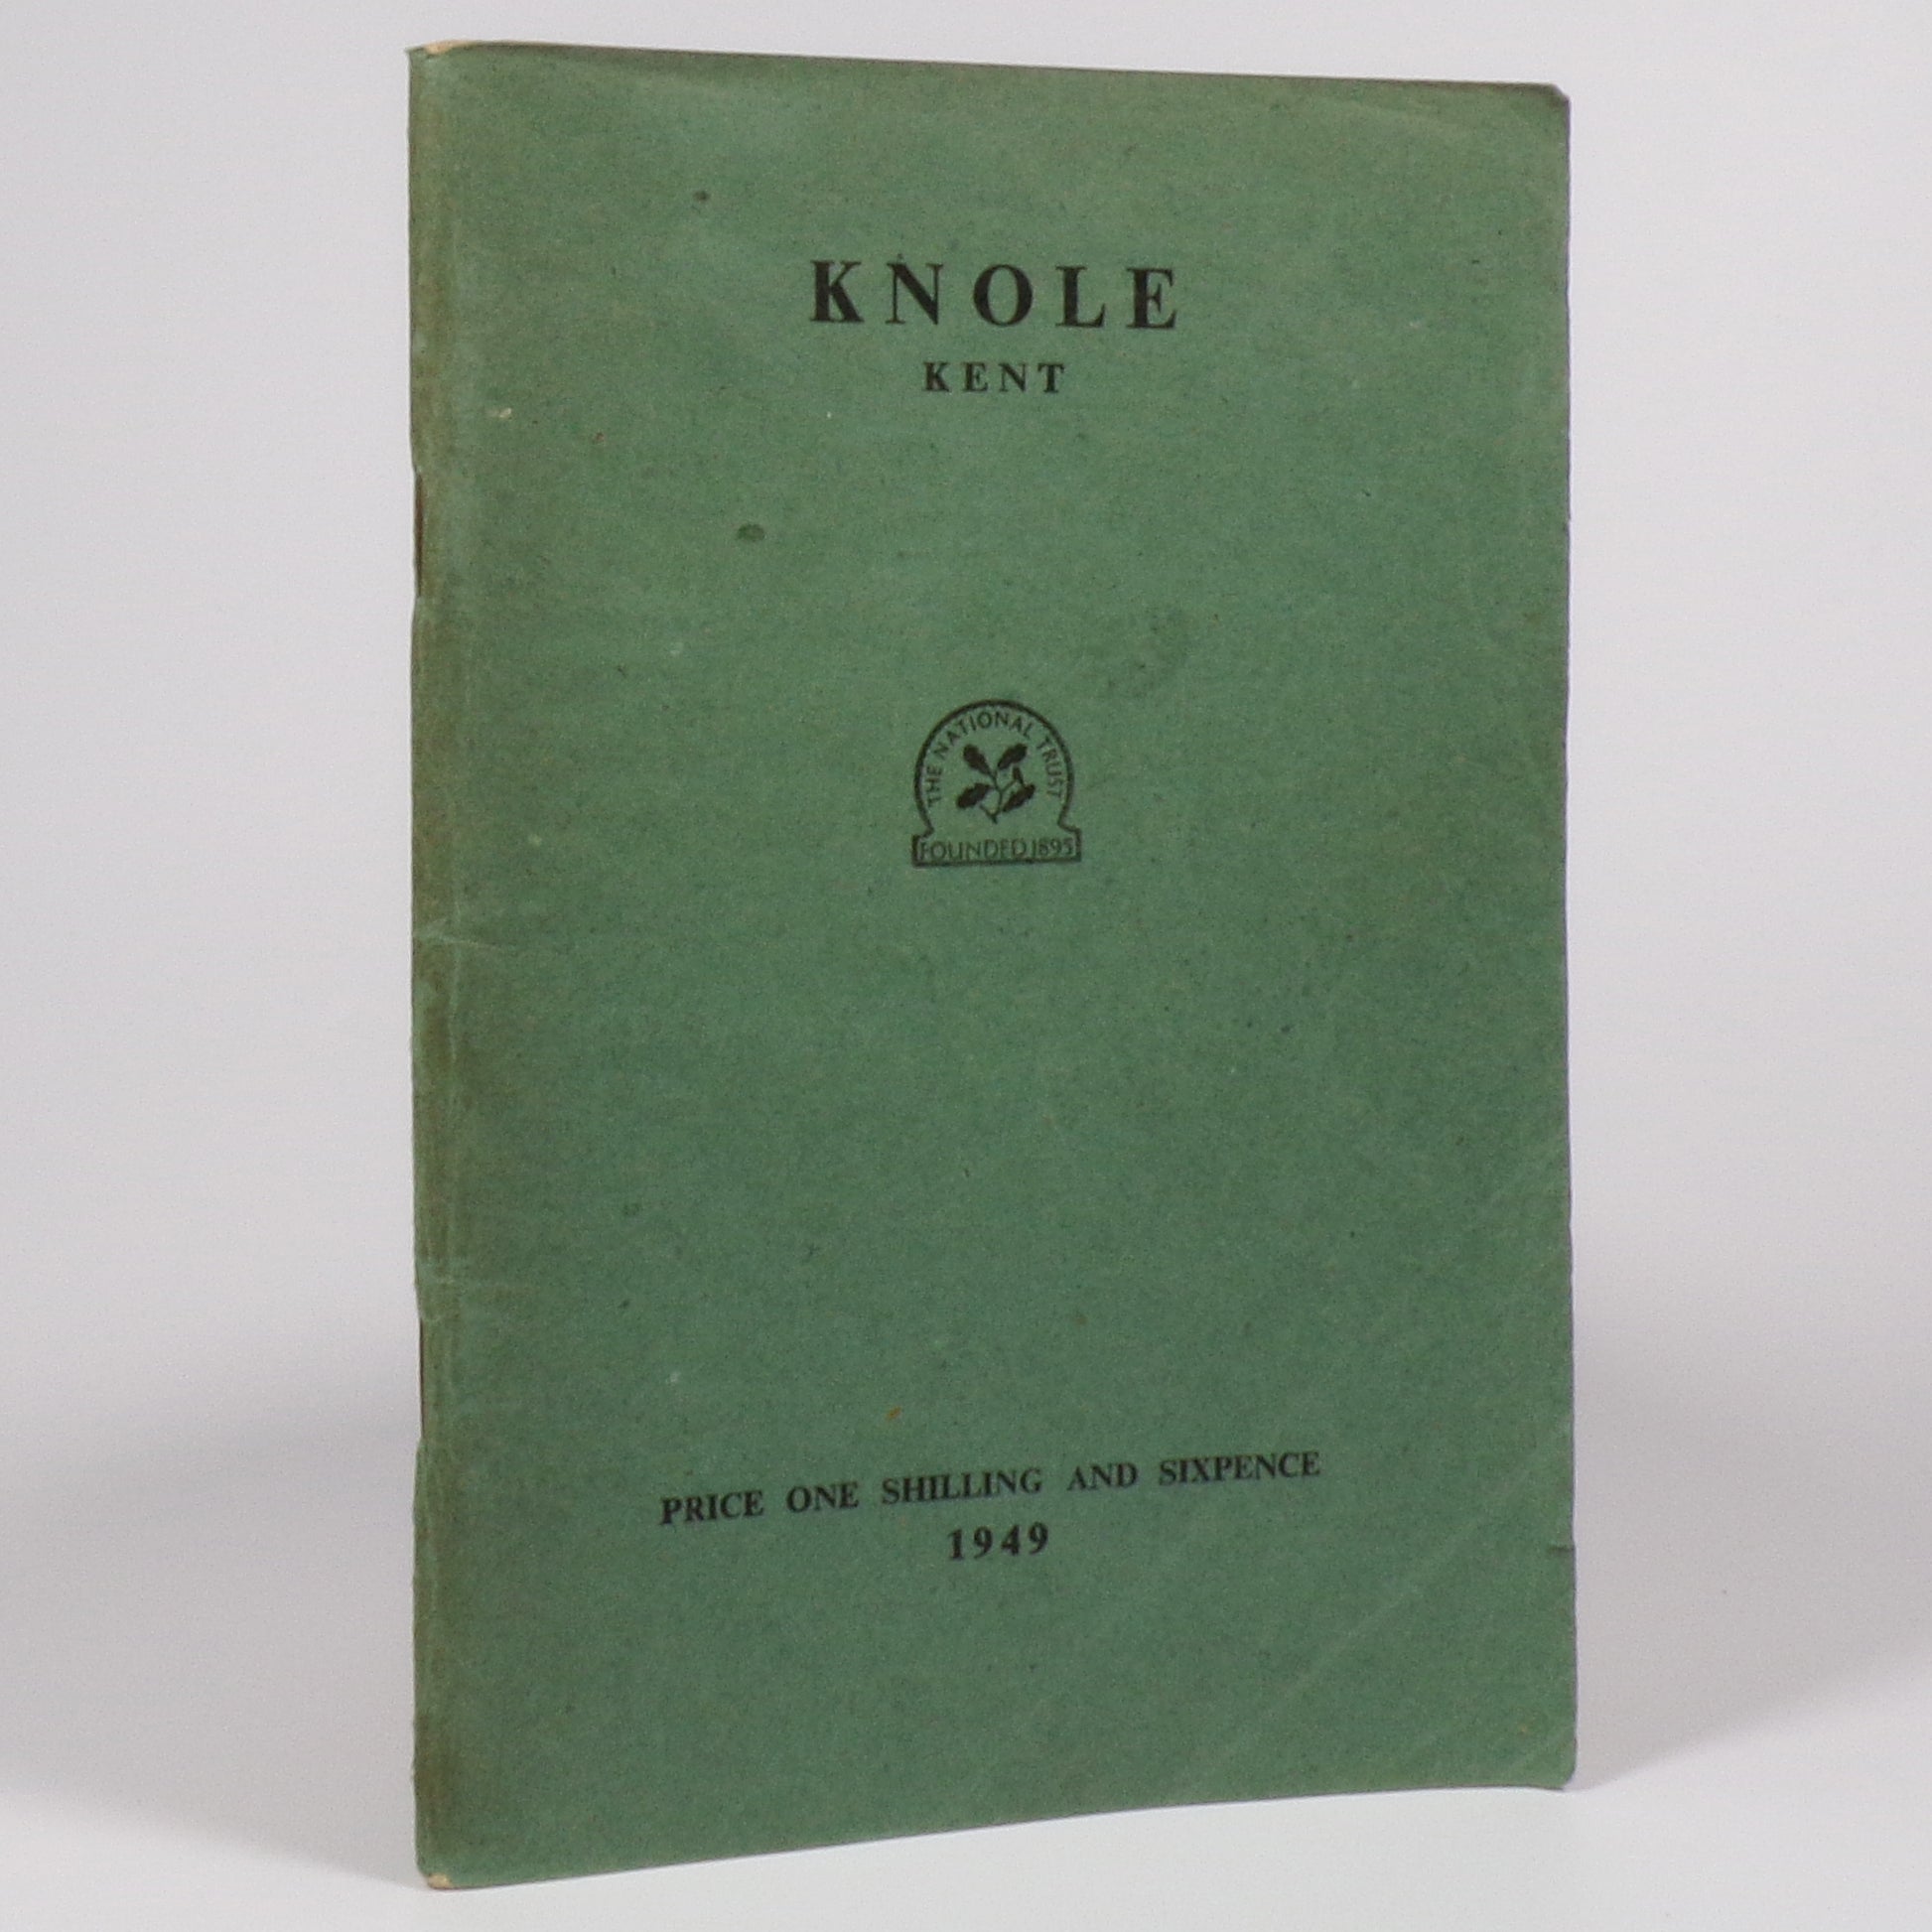 KNOLE
KENT
THE NATIONAL TRUST
FOUNDED 1895
PRICE ONE SHILLING AND SIXPENCE
1949